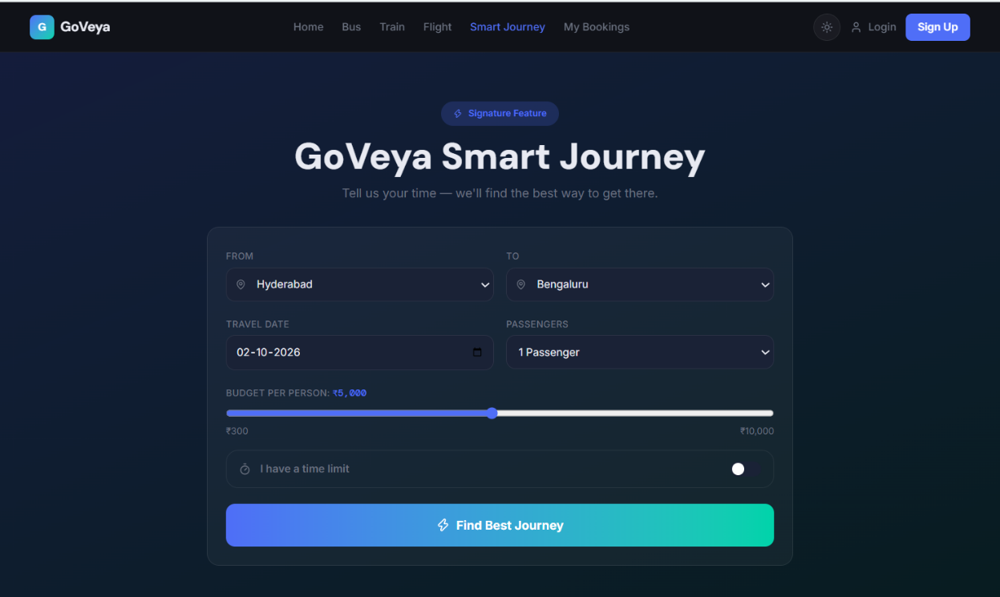 G GoVeya Home Bus Train Flight Smart Journey My Bookings Login Sign Up
Signature Feature
GoVeya Smart Journey
Tell us your time — we'll find the best way to get there.
FROM TO
Hyderabad Bengaluru
TRAVEL DATE PASSENGERS
02-10-2026 1 Passenger
BUDGET PER PERSON: ₹5,000
₹300 ₹10,000
I have a time limit
Find Best Journey